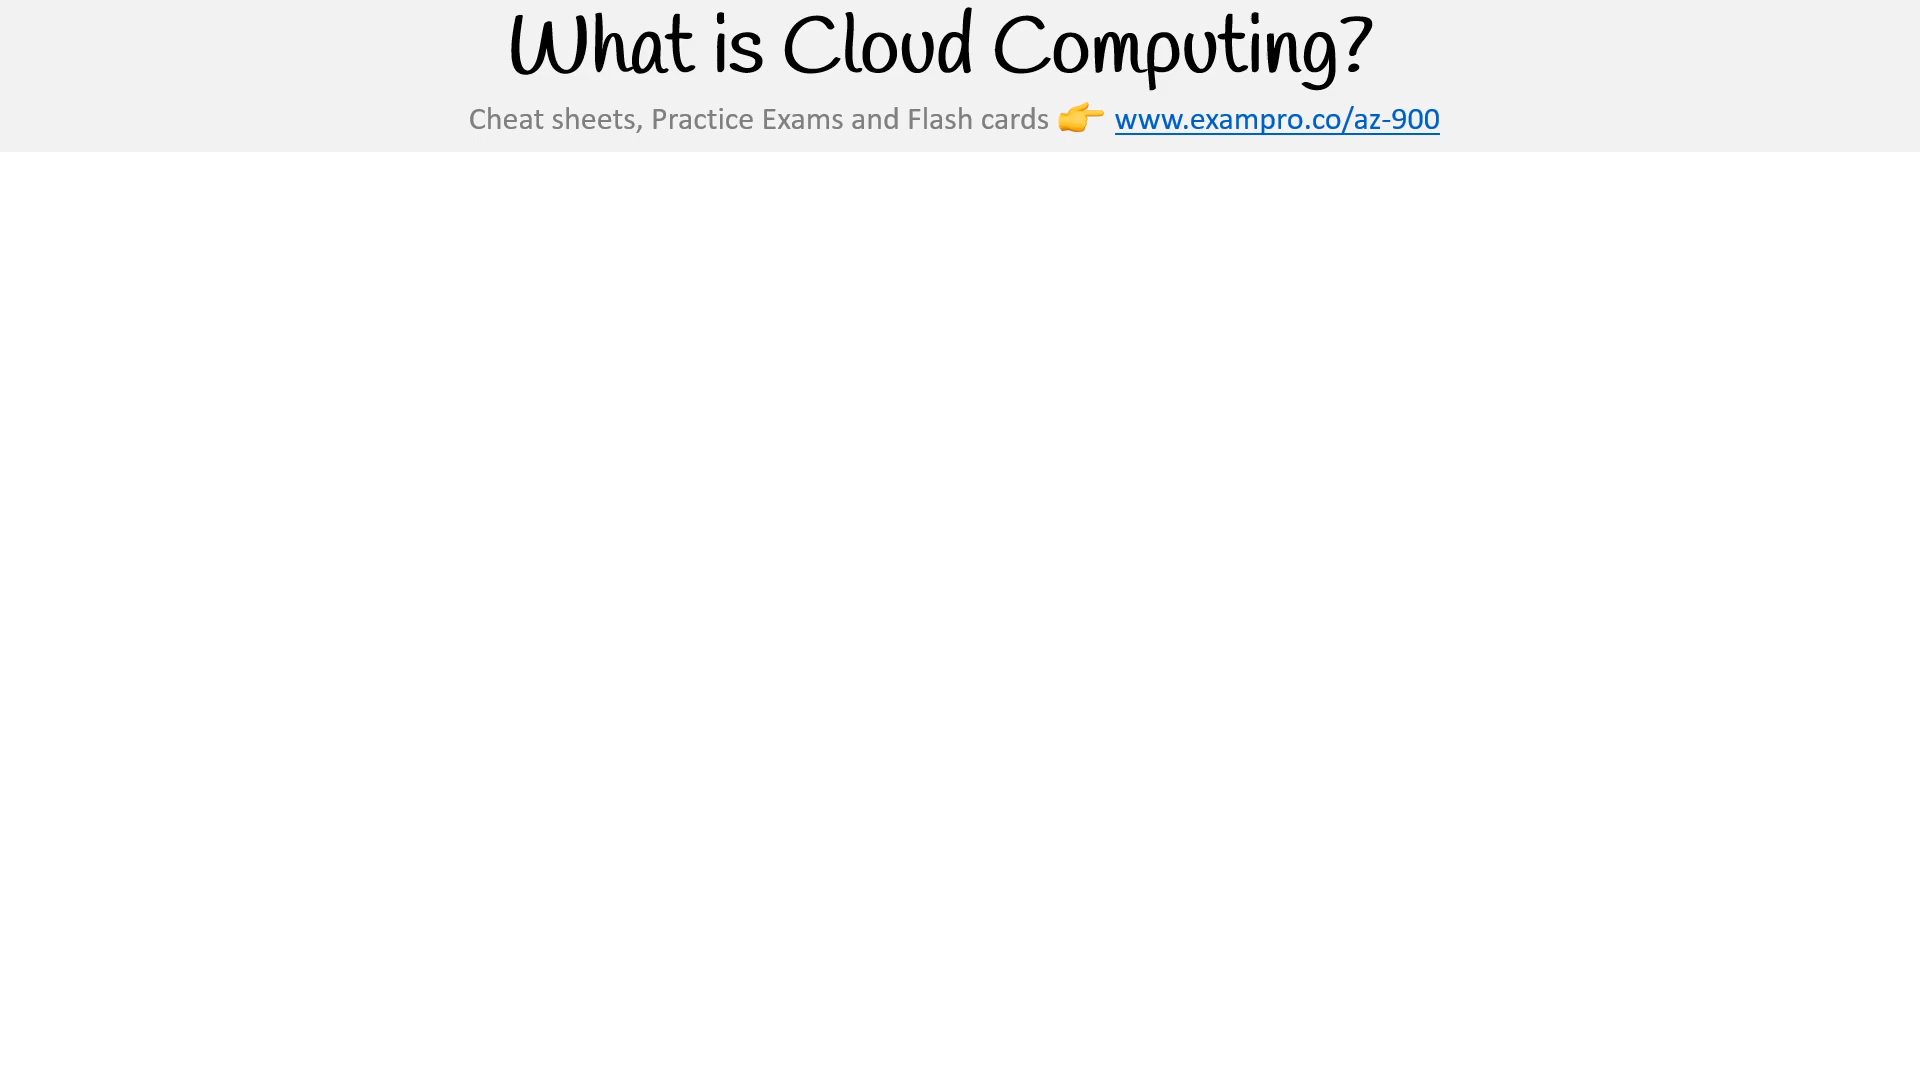 What is Cloud Computing?
Cheat sheets, Practice Exams and Flash cards 👉 www.exampro.co/az-900